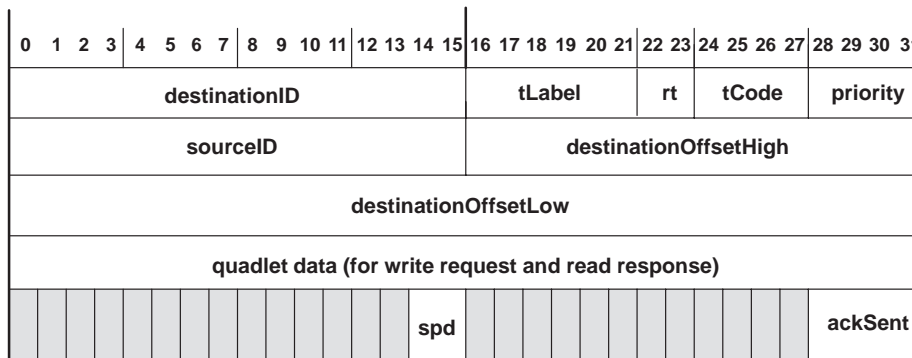 0 1 2 3 4 5 6 7 8 9 10 11 12 13 14 15 16 17 18 19 20 21 22 23 24 25 26 27 28 29 30 31
destinationID tLabel rt tCode priority
sourceID destinationOffsetHigh
destinationOffsetLow
quadlet data (for write request and read response)
spd ackSent